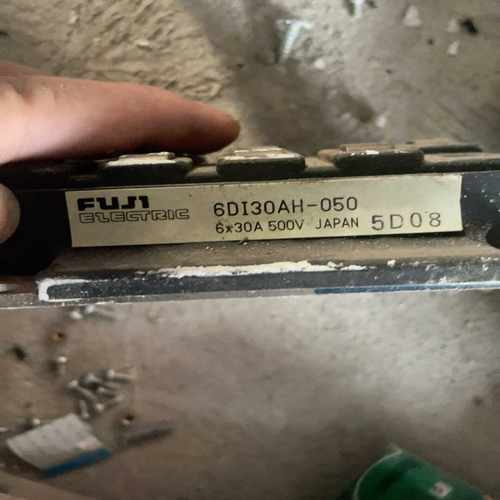 FUJI 6DI30AH-050
ELECTRIC 6*30A 500V JAPAN 5D08